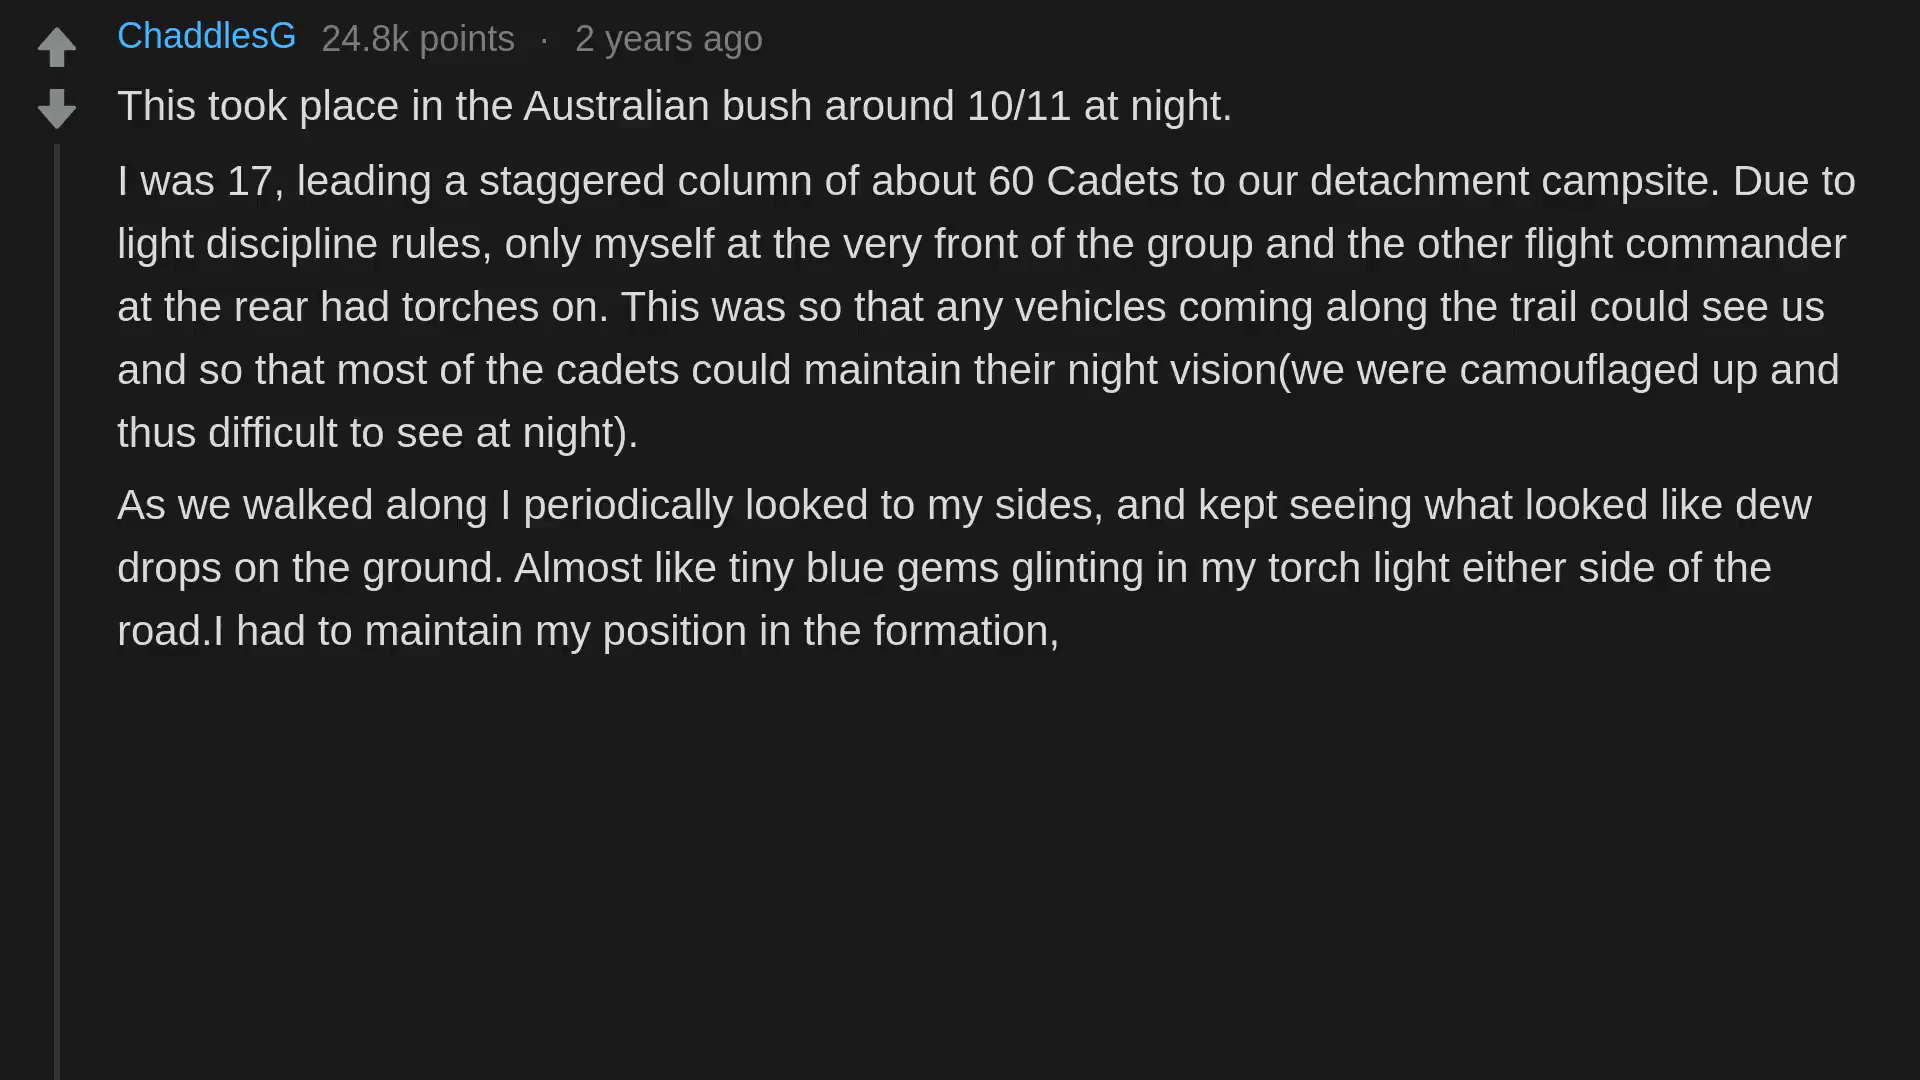 ChaddlesG 24.8k points · 2 years ago
This took place in the Australian bush around 10/11 at night.
I was 17, leading a staggered column of about 60 Cadets to our detachment campsite. Due to
light discipline rules, only myself at the very front of the group and the other flight commander
at the rear had torches on. This was so that any vehicles coming along the trail could see us
and so that most of the cadets could maintain their night vision(we were camouflaged up and
thus difficult to see at night).
As we walked along I periodically looked to my sides, and kept seeing what looked like dew
drops on the ground. Almost like tiny blue gems glinting in my torch light either side of the
road.I had to maintain my position in the formation,